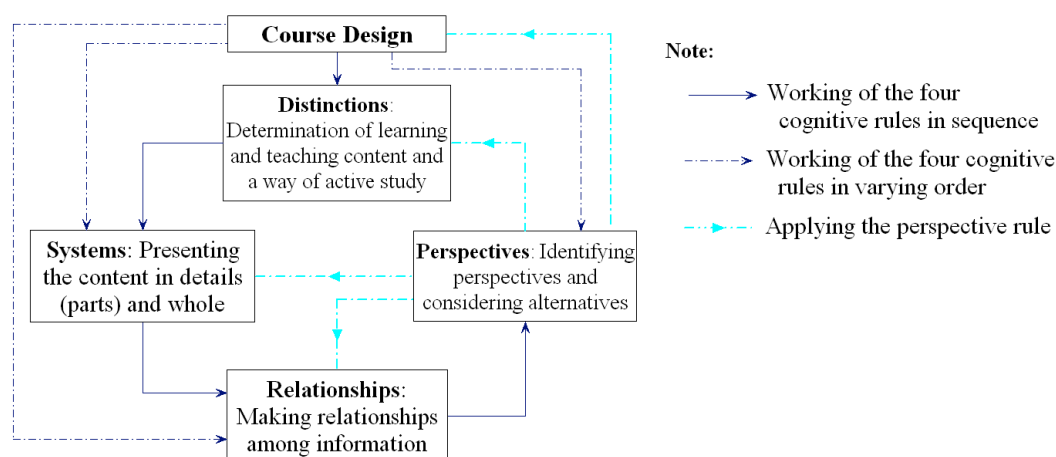 Course Design
Distinctions:
Determination of learning
and teaching content and
a way of active study
Systems: Presenting
the content in details
(parts) and whole
Perspectives: Identifying
perspectives and
considering alternatives
Relationships:
Making relationships
among information
Note:
Working of the four
cognitive rules in sequence
Working of the four cognitive
rules in varying order
Applying the perspective rule